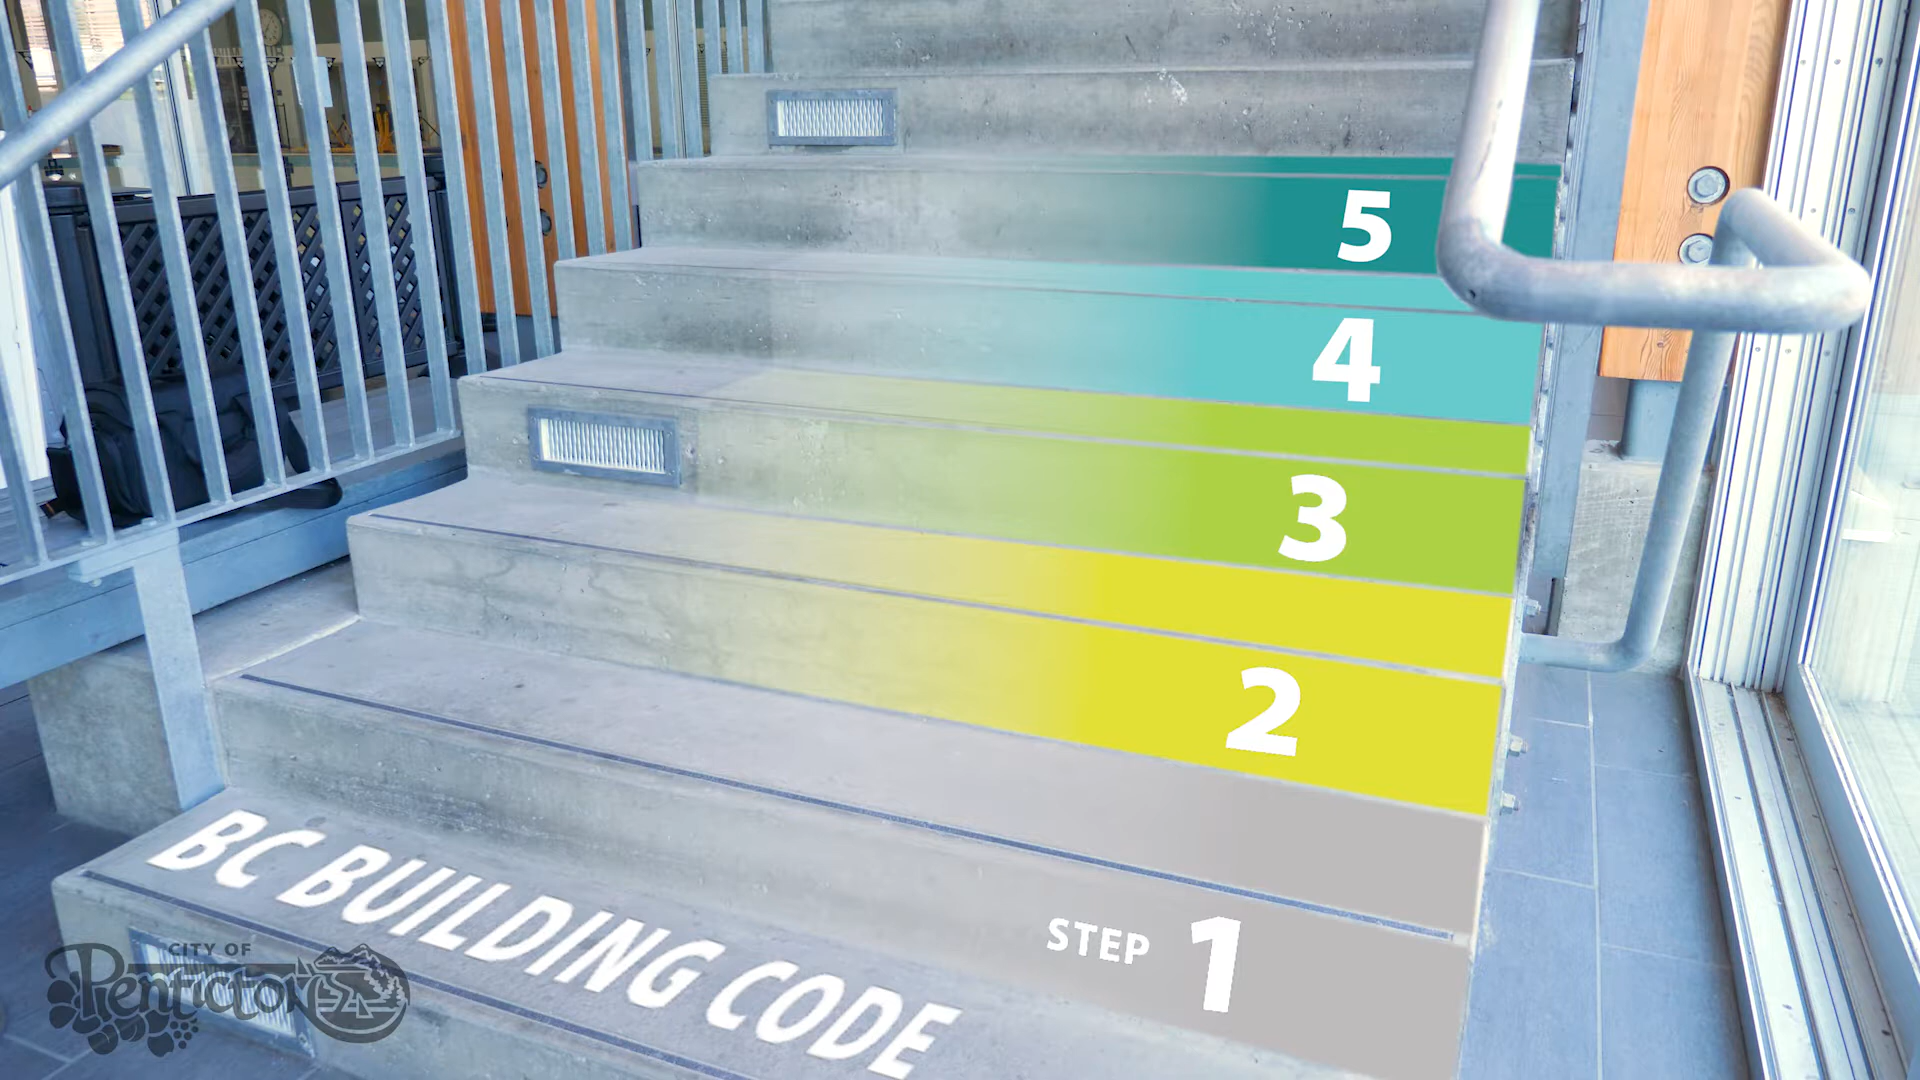 5
4
3
2
STEP 1
BC BUILDING CODE
CITY OF
Penticton